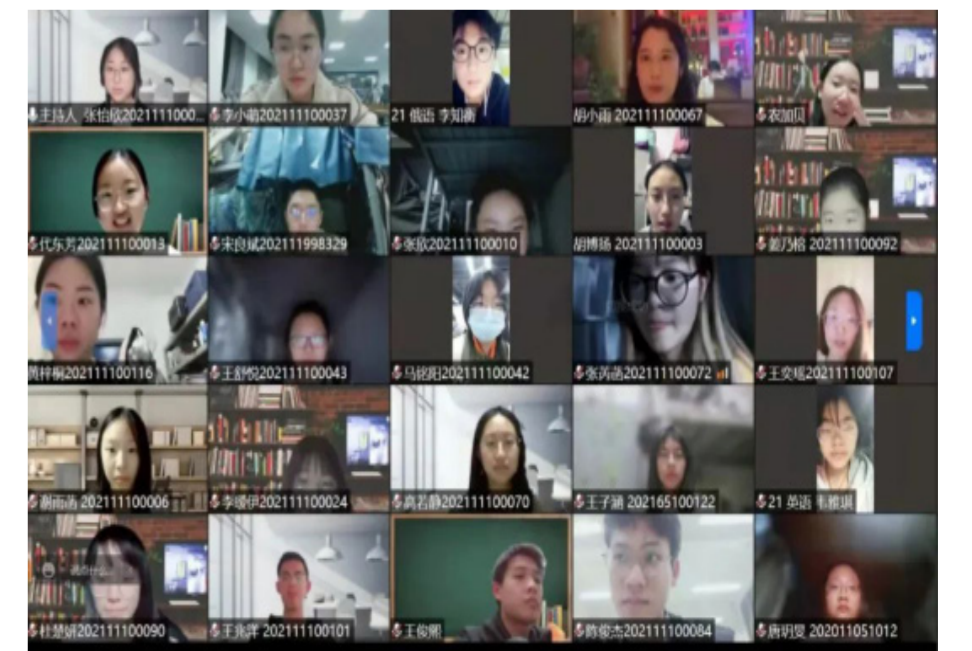 主持人 张怡欣2021111000...
李小萌202111100037
21 俄语 李知衡
胡小雨 202111100067
农加贝
代东芳202111100013
宋良斌202111998329
张欣202111100010
胡博扬 202111100003
姜乃榕 202111100092
黄梓桐202111100116
王舒悦202111100043
马铭阳202111100042
张芮菡202111100072
王奕瑶202111100107
谢雨菡 202111100006
李瑷伊202111100024
高若静202111100070
王子涵 202165100122
21 英语 韦雅琪
杜楚妍202111100090
王兆洋 202111100101
王俊熙
陈俊杰202111100084
唐玥旻 202011051012